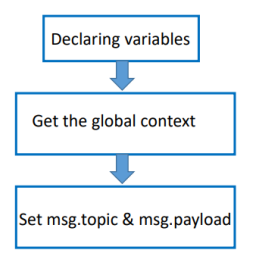 Declaring variables
Get the global context
Set msg.topic & msg.payload